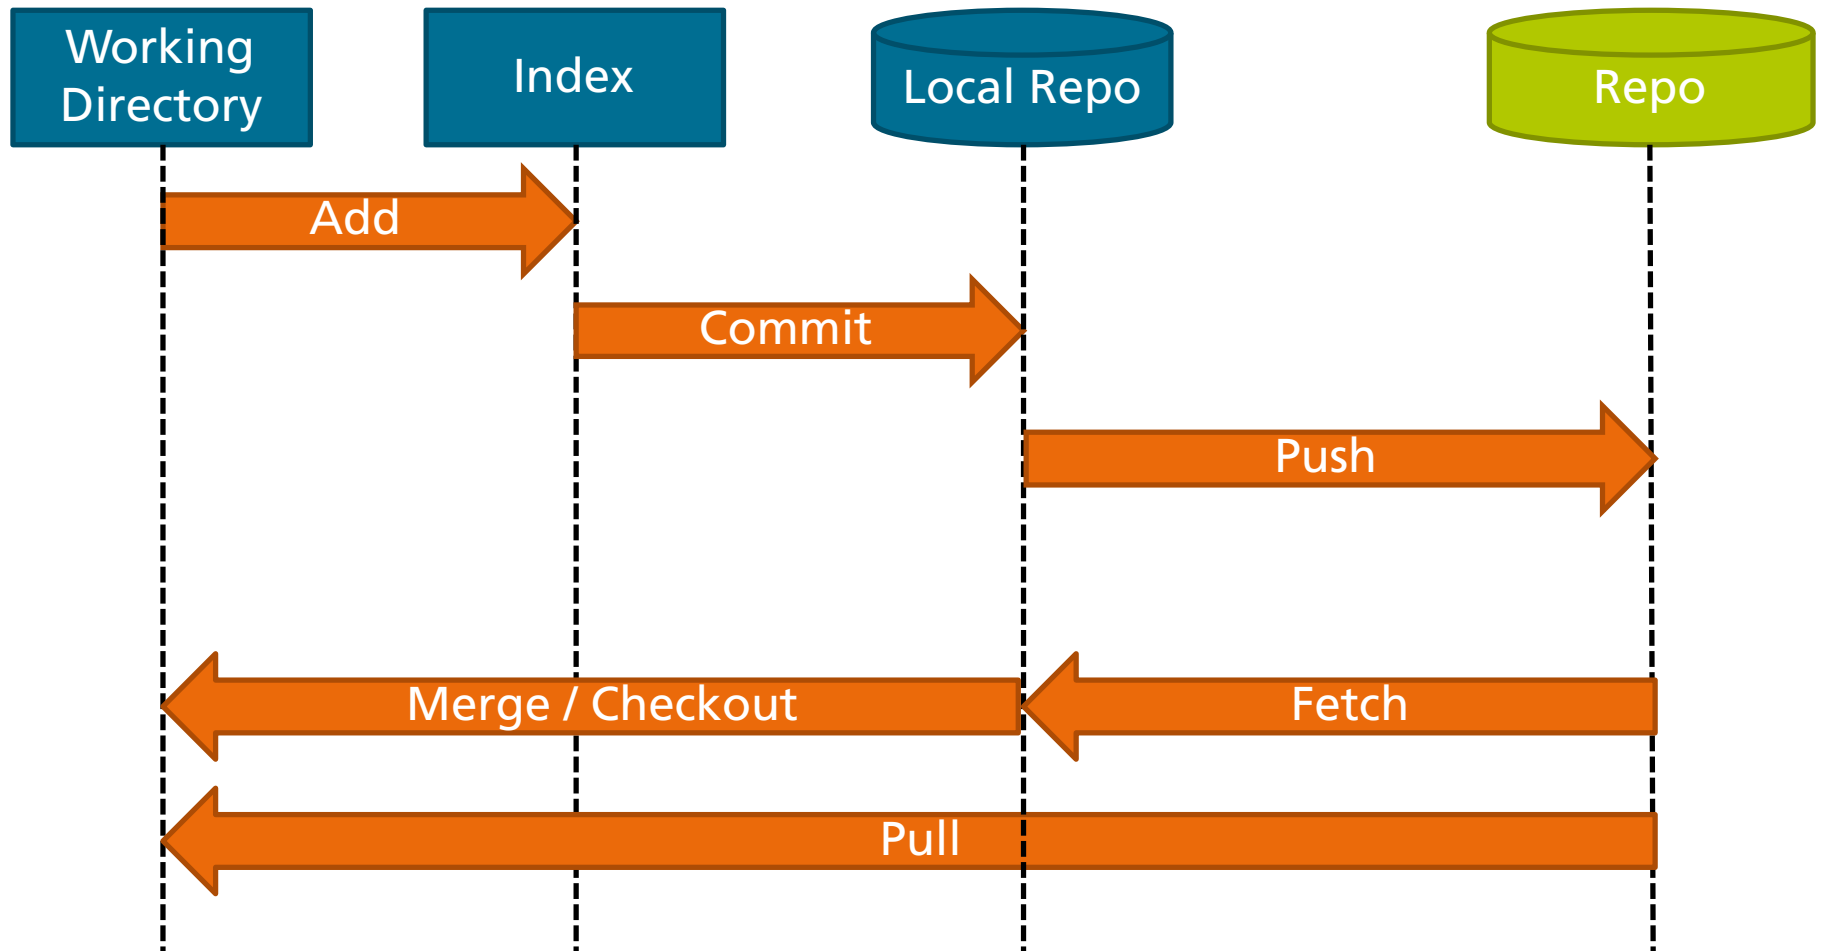 Working
Directory
Index
Local Repo
Repo
Add
Commit
Push
Merge / Checkout
Fetch
Pull